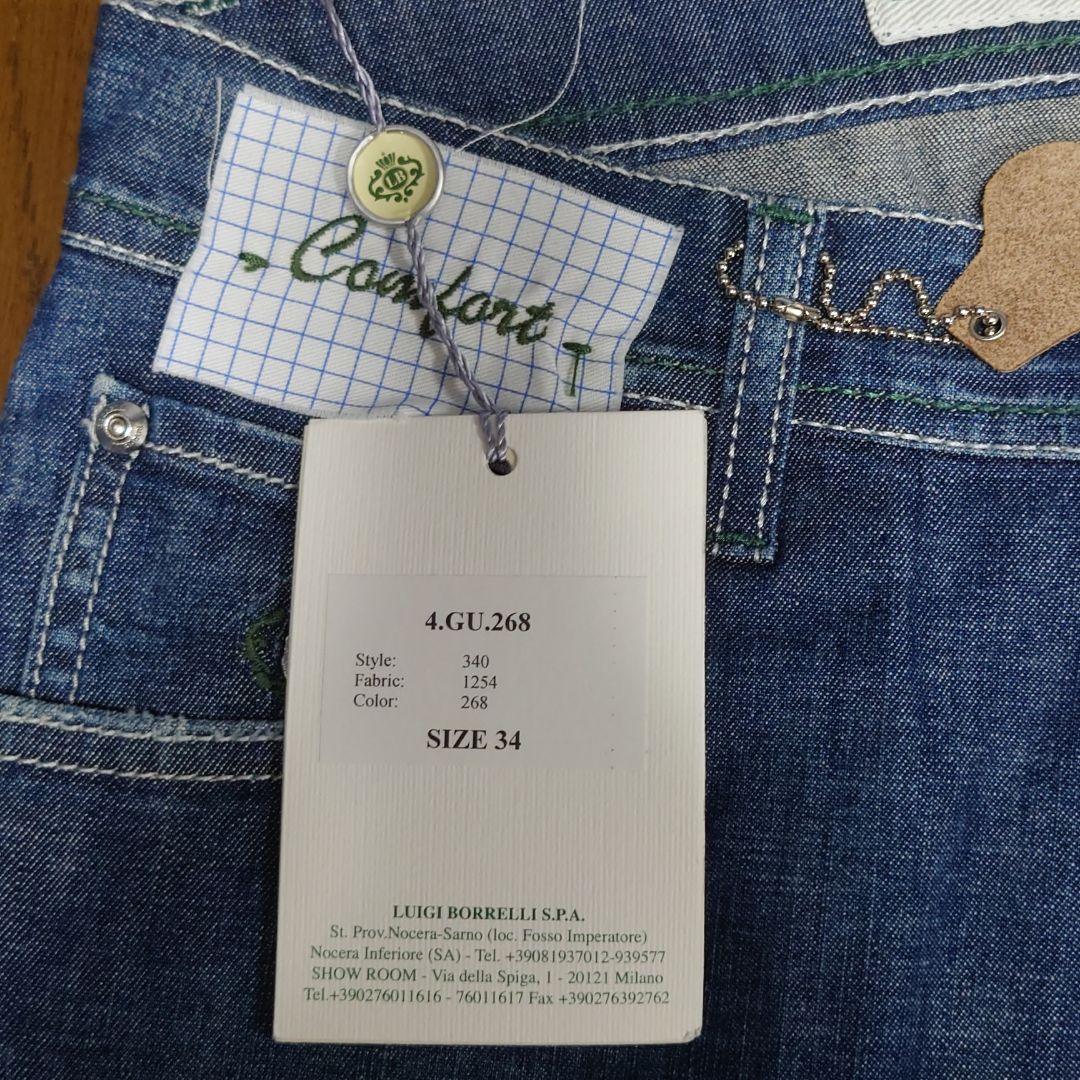 LB
Comfort
4.GU.268
Style: 340
Fabric: 1254
Color: 268
SIZE 34
LUIGI BORRELLI S.P.A.
St. Prov.Nocera-Sarno (loc. Fosso Imperatore)
Nocera Inferiore (SA) - Tel. +39081937012-939577
SHOW ROOM - Via della Spiga, 1 - 20121 Milano
Tel.+390276011616 - 76011617 Fax +390276392762